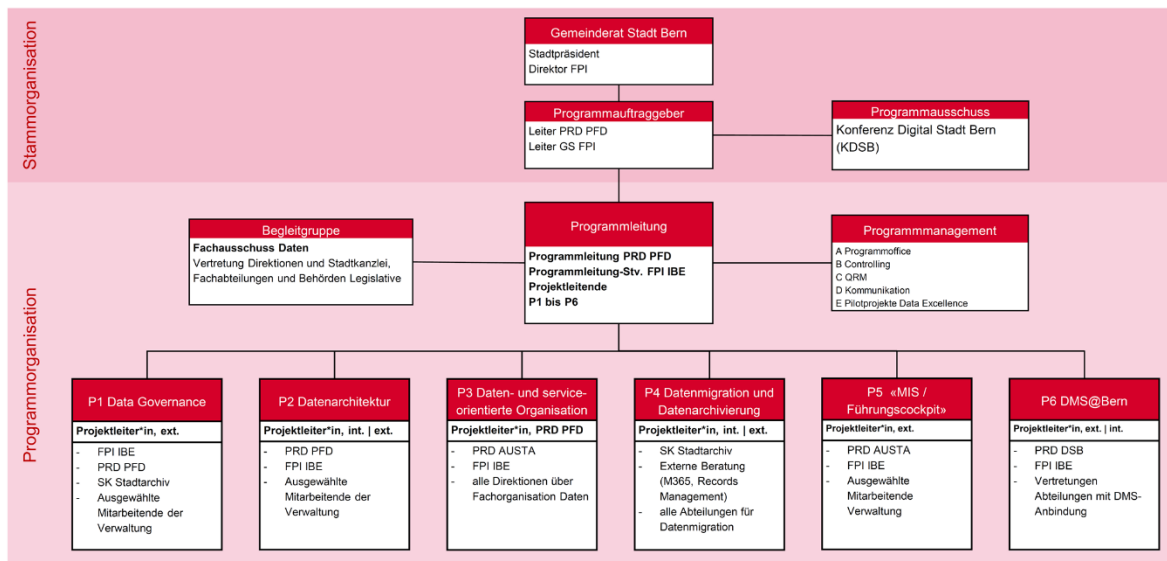 Stammorganisation
Gemeinderat Stadt Bern
Stadtpräsident
Direktor FPI
Programmauftraggeber
Leiter PRD PFD
Leiter GS FPI
Programmausschuss
Konferenz Digital Stadt Bern
(KDSB)
Programmorganisation
Begleitgruppe
Fachausschuss Daten
Vertretung Direktionen und Stadtkanzlei,
Fachabteilungen und Behörden Legislative
Programmleitung
Programmleitung PRD PFD
Programmleitung-Stv. FPI IBE
Projektleitende
P1 bis P6
Programmmanagement
A Programmoffice
B Controlling
C QRM
D Kommunikation
E Pilotprojekte Data Excellence
P1 Data Governance
Projektleiter*in, ext.
- FPI IBE
- PRD PFD
- SK Stadtarchiv
- Ausgewählte
Mitarbeitende der
Verwaltung
P2 Datenarchitektur
Projektleiter*in, int. | ext.
- PRD PFD
- FPI IBE
- Ausgewählte
Mitarbeitende der
Verwaltung
P3 Daten- und service-
orientierte Organisation
Projektleiter*in, PRD PFD
- PRD AUSTA
- FPI IBE
- alle Direktionen über
Fachorganisation Daten
P4 Datenmigration und
Datenarchivierung
Projektleiter*in, int. | ext.
- SK Stadtarchiv
- Externe Beratung
(M365, Records
Management)
- alle Abteilungen für
Datenmigration
P5 «MIS /
Führungscockpit»
Projektleiter*in, ext.
- PRD AUSTA
- FPI IBE
- Ausgewählte
Mitarbeitende
Verwaltung
P6 DMS@Bern
Projektleiter*in, ext. | int.
- PRD DSB
- FPI IBE
- Vertretungen
Abteilungen mit DMS-
Anbindung